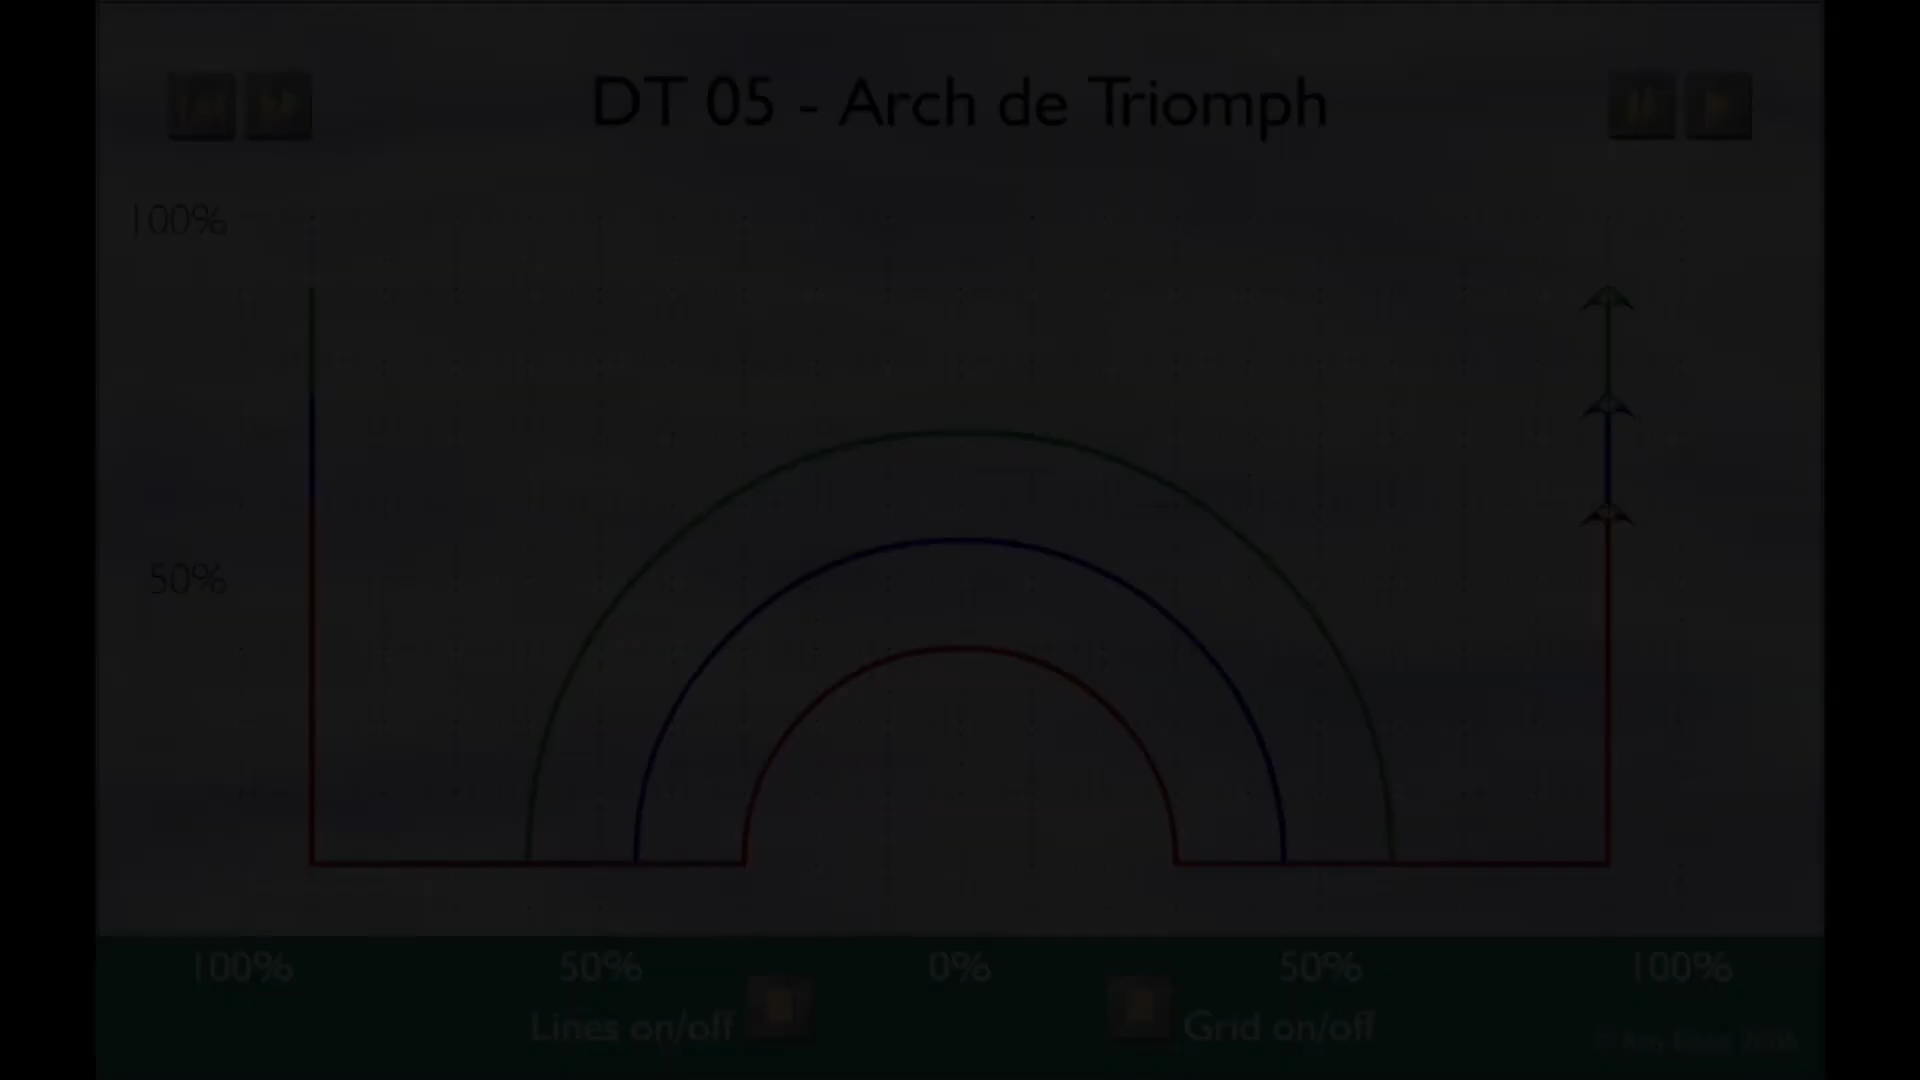 DT 05 - Arch de Triomph
100%
50%
100% 50% 0% 50% 100%
Lines on/off Grid on/off